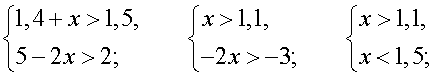 {1,4 + x > 1,5, {x > 1,1, {x > 1,1,
5 − 2x > 2; −2x > −3; x < 1,5;